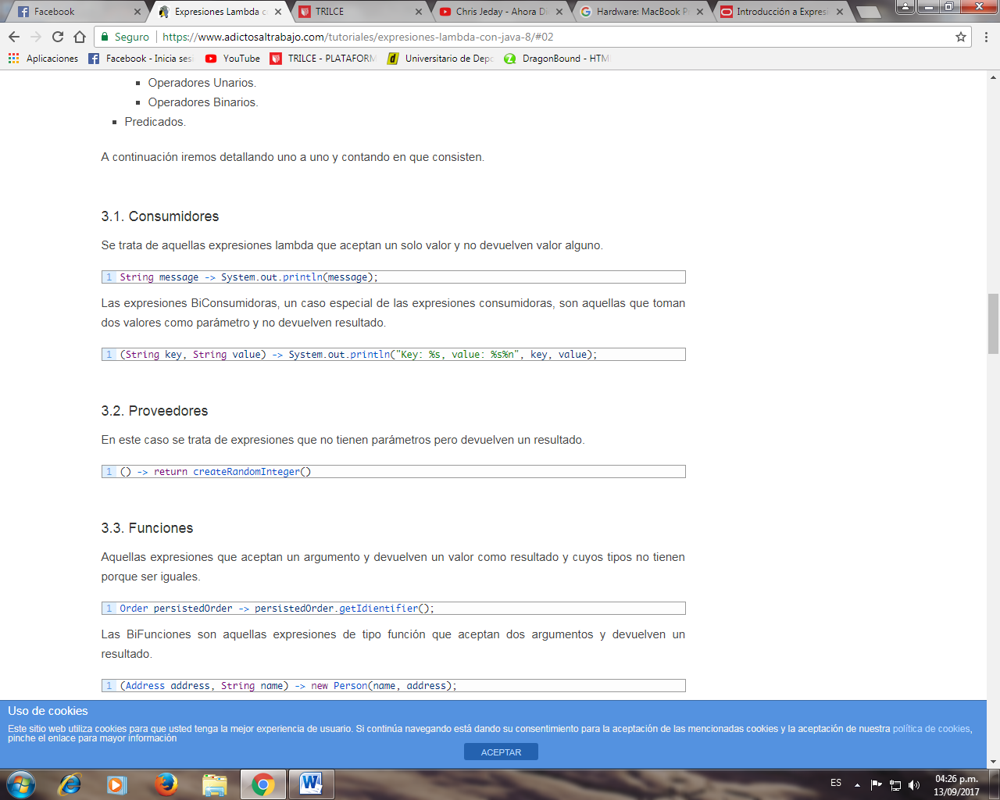 Facebook
Expresiones Lambda c
TRILCE
Chris Jeday - Ahora Di
Hardware: MacBook P
Introducción a Expresi
Seguro
https://www.adictosaltrabajo.com/tutoriales/expresiones-lambda-con-java-8/#02
Aplicaciones
Facebook - Inicia ses
YouTube
TRILCE - PLATAFORM
Universitario de Depo
DragonBound - HTM
Operadores Unarios.
Operadores Binarios.
Predicados.
A continuación iremos detallando uno a uno y contando en que consisten.
3.1. Consumidores
Se trata de aquellas expresiones lambda que aceptan un solo valor y no devuelven valor alguno.
1 String message -> System.out.println(message);
Las expresiones BiConsumidoras, un caso especial de las expresiones consumidoras, son aquellas que toman
dos valores como parámetro y no devuelven resultado.
1 (String key, String value) -> System.out.println("Key: %s, value: %s%n", key, value);
3.2. Proveedores
En este caso se trata de expresiones que no tienen parámetros pero devuelven un resultado.
1 () -> return createRandomInteger()
3.3. Funciones
Aquellas expresiones que aceptan un argumento y devuelven un valor como resultado y cuyos tipos no tienen
porque ser iguales.
1 Order persistedOrder -> persistedOrder.getIdientifier();
Las BiFunciones son aquellas expresiones de tipo función que aceptan dos argumentos y devuelven un
resultado.
1 (Address address, String name) -> new Person(name, address);
Uso de cookies
Este sitio web utiliza cookies para que usted tenga la mejor experiencia de usuario. Si continúa navegando está dando su consentimiento para la aceptación de las mencionadas cookies y la aceptación de nuestra política de cookies,
pinche el enlace para mayor información
ACEPTAR
ES
04:26 p.m.
13/09/2017